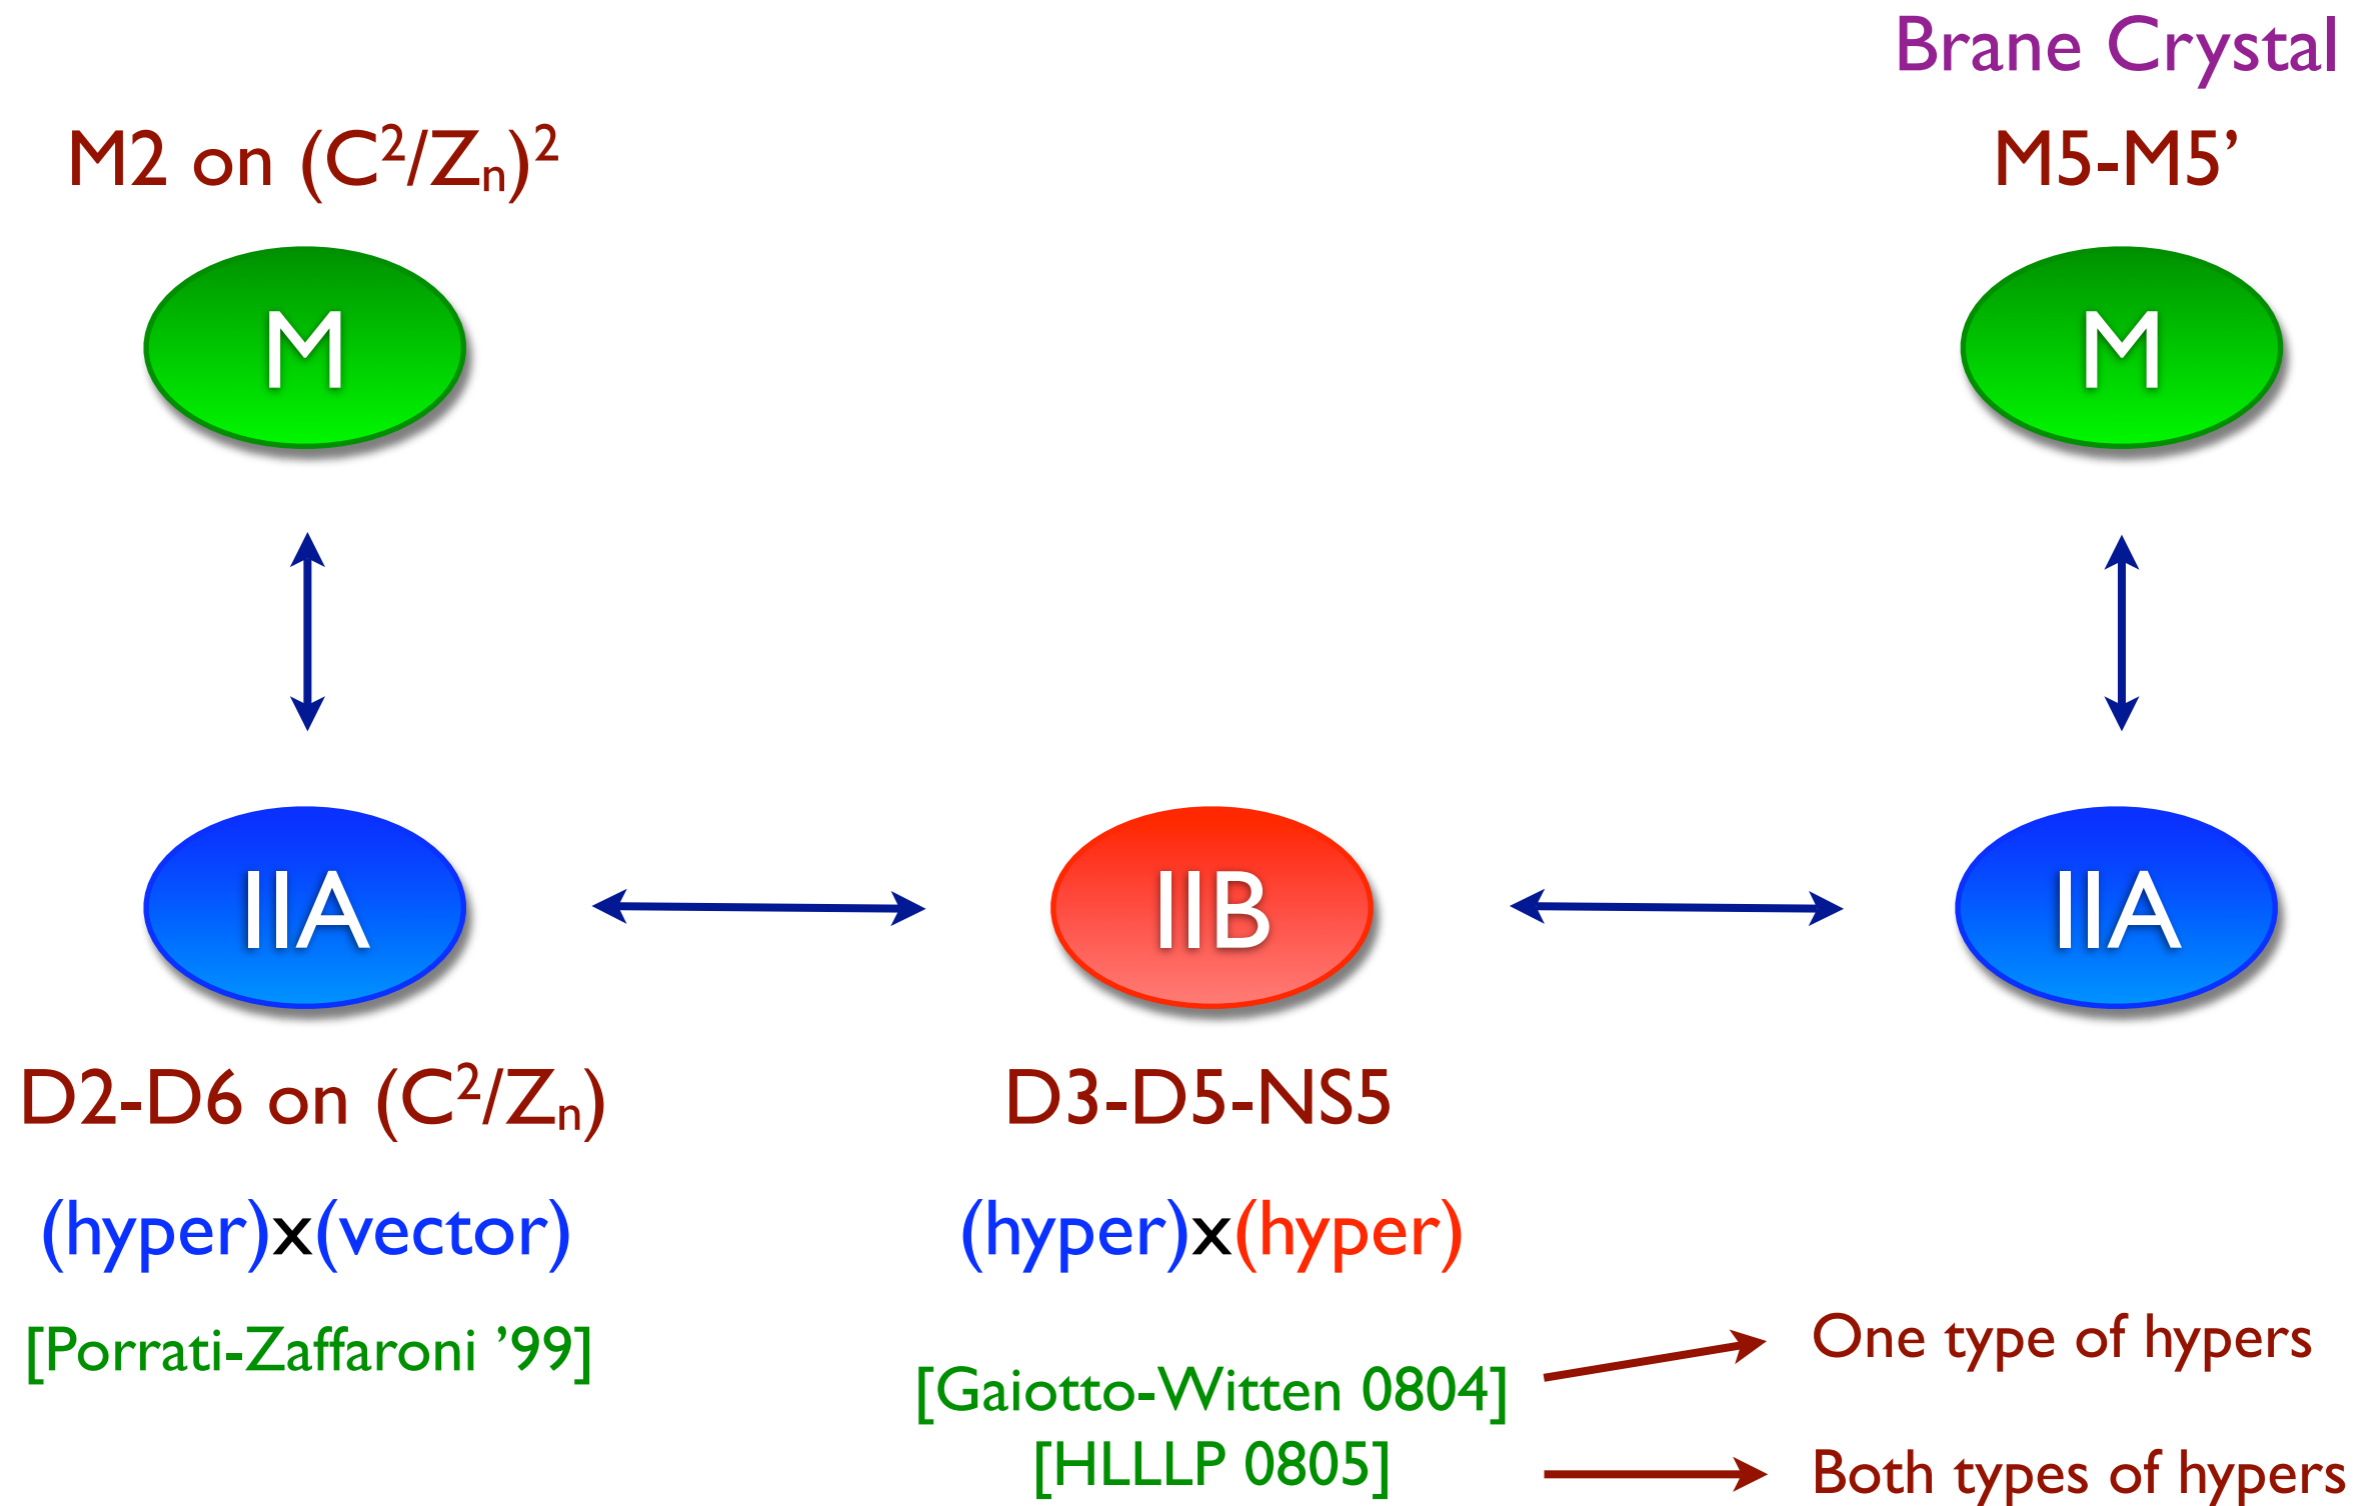 Brane Crystal
M2 on (C²/Zₙ)²
M5-M5’
M
M
IIA
IIB
IIA
D2-D6 on (C²/Zₙ)
D3-D5-NS5
(hyper)x(vector)
(hyper)x(hyper)
[Porrati-Zaffaroni ’99]
One type of hypers
[Gaiotto-Witten 0804]
[HLLLP 0805]
Both types of hypers